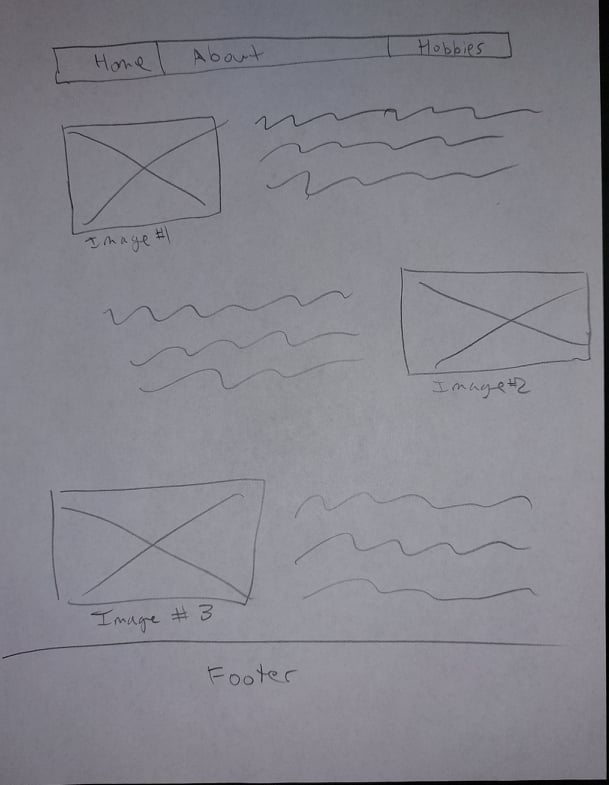 Home About Hobbies
Image #1
Image #2
Image # 3
Footer